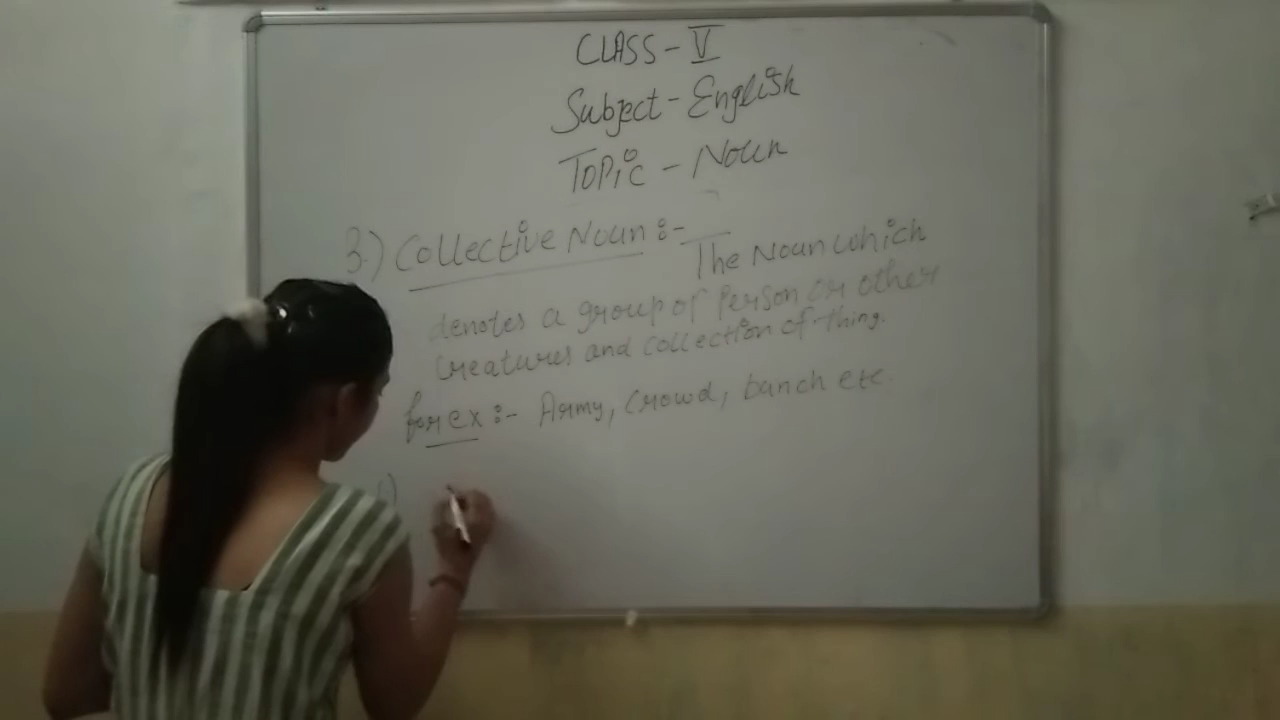 CLASS - V
Subject - English
Topic - Noun
3.) Collective Noun :- The Noun which
denotes a group of Person or other
creatures and collection of thing.
for ex :- Army, crowd, bunch etc
1)